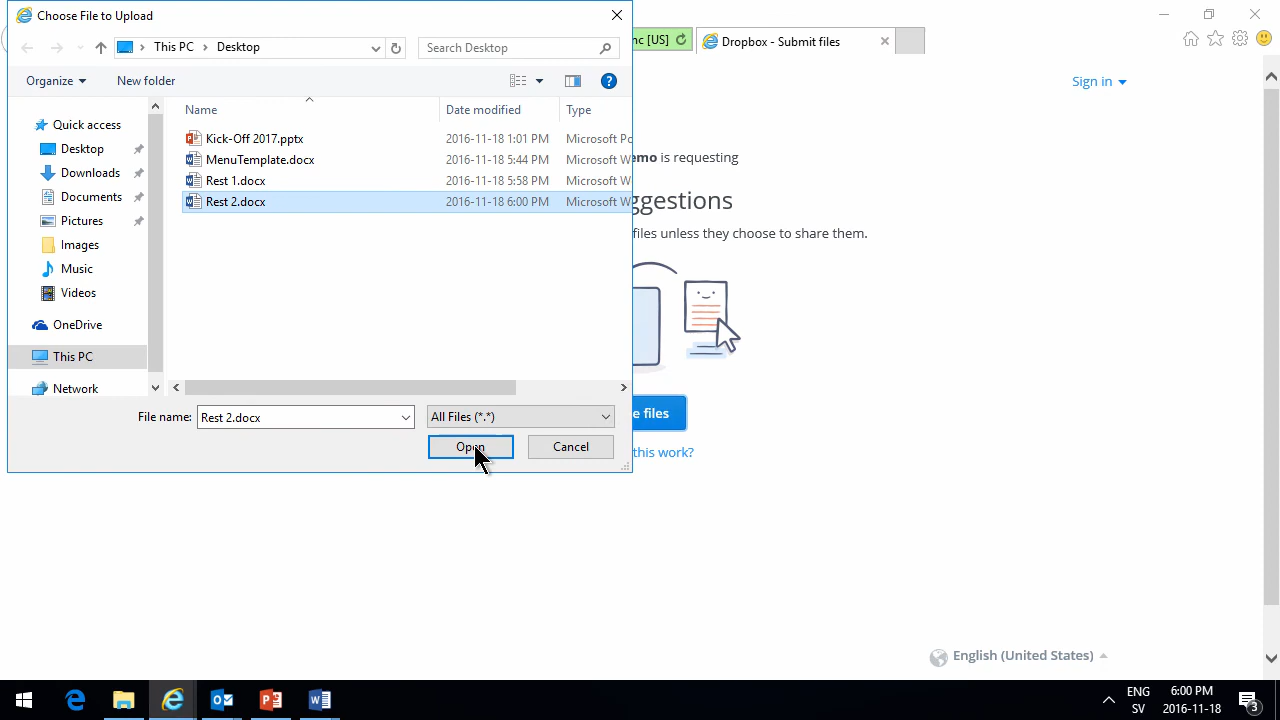 Choose File to Upload
This PC
Desktop
Search Desktop
Organize
New folder
Name
Date modified
Type
Quick access
Desktop
Downloads
Documents
Pictures
Images
Music
Videos
OneDrive
This PC
Network
Kick-Off 2017.pptx 2016-11-18 1:01 PM Microsoft Po
MenuTemplate.docx 2016-11-18 5:44 PM Microsoft W
Rest 1.docx 2016-11-18 5:58 PM Microsoft W
Rest 2.docx 2016-11-18 6:00 PM Microsoft W
File name: Rest 2.docx
All Files (*.*)
Open
Cancel
nc [US]
Dropbox - Submit files
Sign in
emo is requesting
ggestions
files unless they choose to share them.
e files
this work?
English (United States)
ENG
SV
6:00 PM
2016-11-18
3